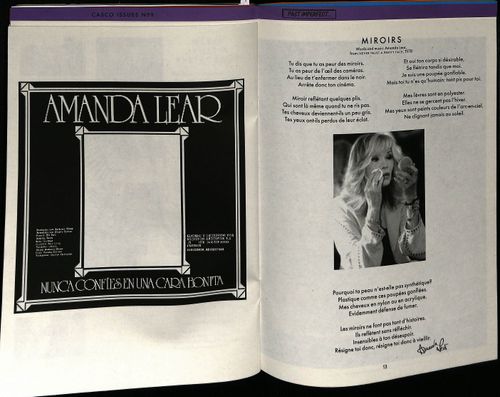 CASCO ISSUES Nº9
AMANDA LEAR
NUNCA CONFIES EN UNA CARA BONITA
PAST IMPERFECT
MIROIRS
Words and music Amanda Lear,
Tu dis que tu as peur des miroirs.
Tu as peur de l'œil des caméras.
Au lieu de t'enfermer dans le noir.
Arrête donc ton cinéma.
Miroir reflétant quelques plis.
Qui sont là même quand tu ne ris pas.
Tes cheveux deviennent-ils un peu gris.
Tes yeux ont-ils perdus de leur éclat.
Et oui ton corps si désirable,
Se flétrira tandis que moi.
Je suis une poupée gonflable.
Mais toi tu n'es qu'humain: tant pis pour toi.
Mes lèvres sont en polyester.
Elles ne se gercent pas l'hiver.
Mes yeux sont peints couleurs de l'arc-en-ciel,
Ne clignant jamais au soleil.
Pourquoi ta peau n'est-elle pas synthétique?
Plastique comme ces poupées gonflées.
Mes cheveux en nylon ou en acrylique,
Évidemment défense de fumer.
Les miroirs ne font pas tant d'histoires.
Ils reflètent sans réfléchir.
Insensibles à ton désespoir.
Résigne toi donc, résigne toi donc à vieillir.
13